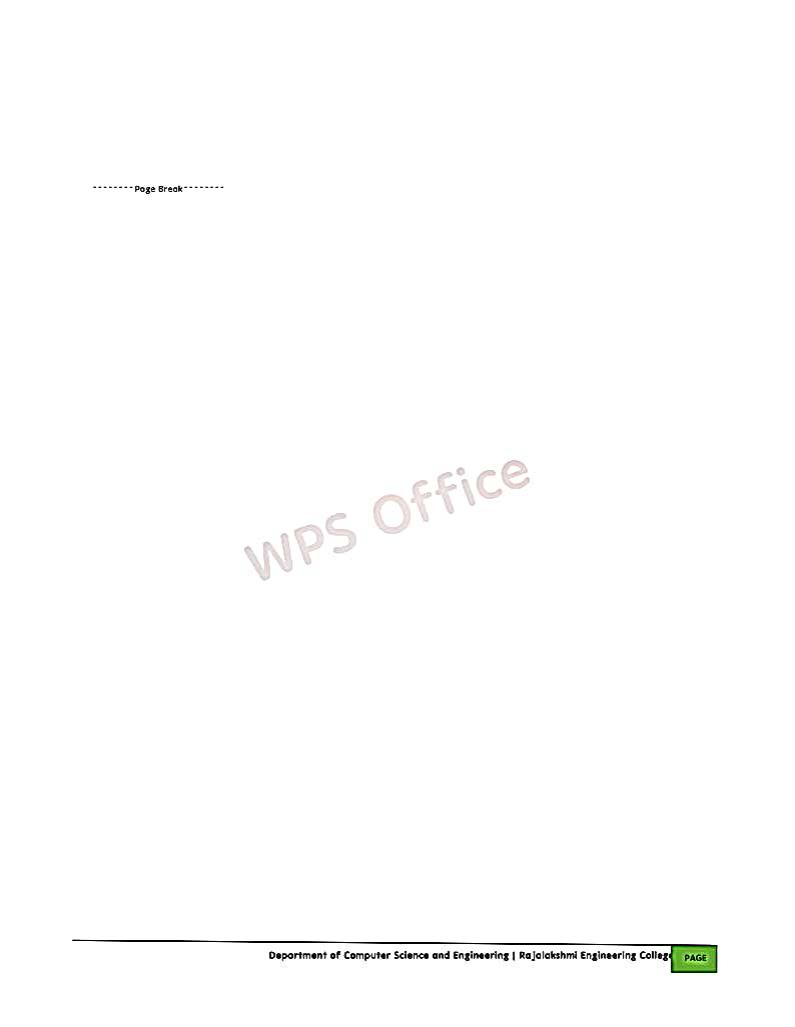 --------Page Break--------
WPS Office
Department of Computer Science and Engineering | Rajalakshmi Engineering College
PAGE